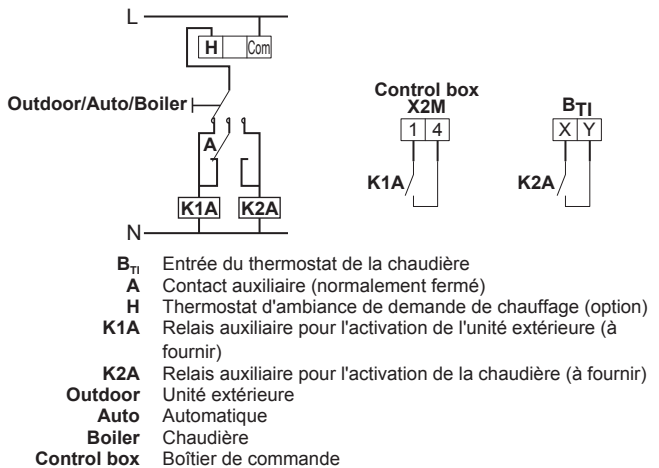 L
H Com
Outdoor/Auto/Boiler
A
K1A K2A
N
Control box
X2M
1 4
K1A
BTI
X Y
K2A
BTI Entrée du thermostat de la chaudière
A Contact auxiliaire (normalement fermé)
H Thermostat d'ambiance de demande de chauffage (option)
K1A Relais auxiliaire pour l'activation de l'unité extérieure (à
fournir)
K2A Relais auxiliaire pour l'activation de la chaudière (à fournir)
Outdoor Unité extérieure
Auto Automatique
Boiler Chaudière
Control box Boîtier de commande